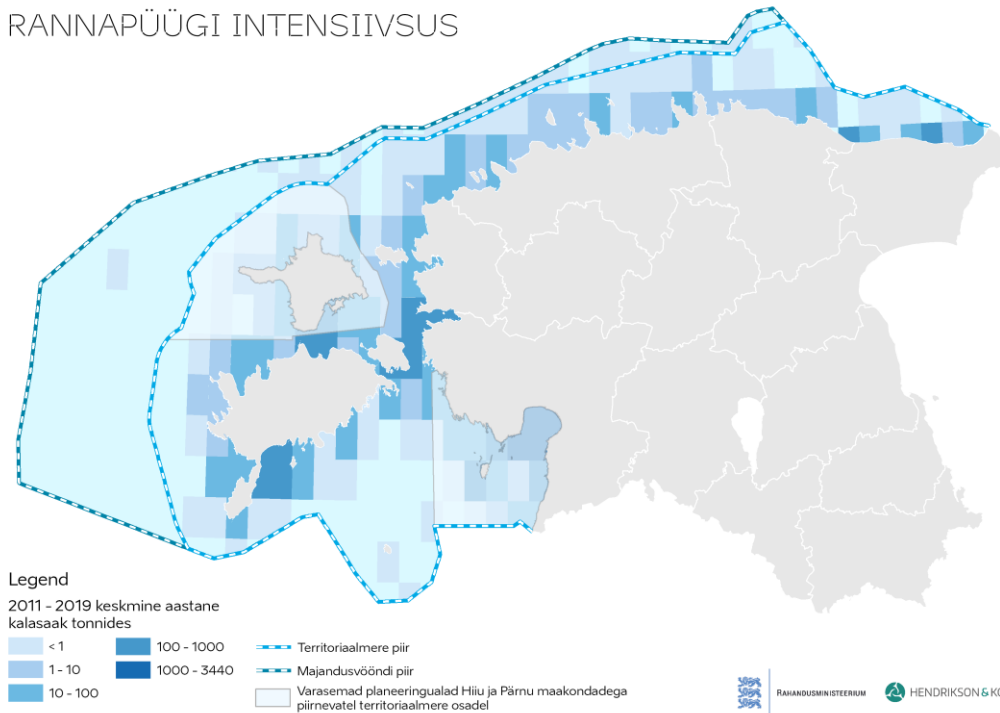 RANNAPÜÜGI INTENSIIVSUS
Legend
2011 - 2019 keskmine aastane
kalasaak tonnides
< 1
1 - 10
10 - 100
100 - 1000
1000 - 3440
Territoriaalmere piir
Majandusvööndi piir
Varasemad planeeringualad Hiiu ja Pärnu maakondadega
piirnevatel territoriaalmere osadel
RAHANDUSMINISTEERIUM
HENDRIKSON & KO